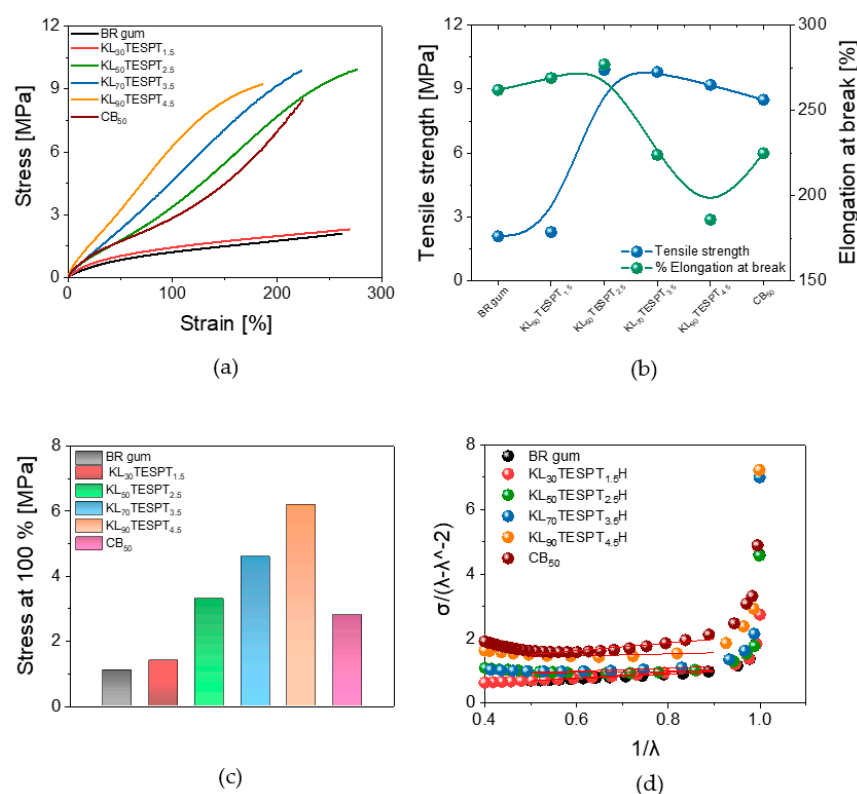 (a)
BR gum
KL30TESPT1.5
KL50TESPT2.5
KL70TESPT3.5
KL90TESPT4.5
CB50
Stress [MPa]
12
9
6
3
0
0 100 200 300
Strain [%]
(a)
(b)
Tensile strength [MPa]
12
9
6
3
0
Tensile strength
% Elongation at break
300
250
200
150
Elongation at break [%]
BR gum
KL30TESPT1.5
KL50TESPT2.5
KL70TESPT3.5
KL90TESPT4.5
CB50
(b)
Stress at 100 % [MPa]
8
6
4
2
0
BR gum
KL30TESPT1.5
KL50TESPT2.5
KL70TESPT3.5
KL90TESPT4.5
CB50
(c)
σ/(λ-λ^-2)
8
6
4
2
0
BR gum
KL30TESPT1.5H
KL50TESPT2.5H
KL70TESPT3.5H
KL90TESPT4.5H
CB50
0.4 0.6 0.8 1.0
1/λ
(d)